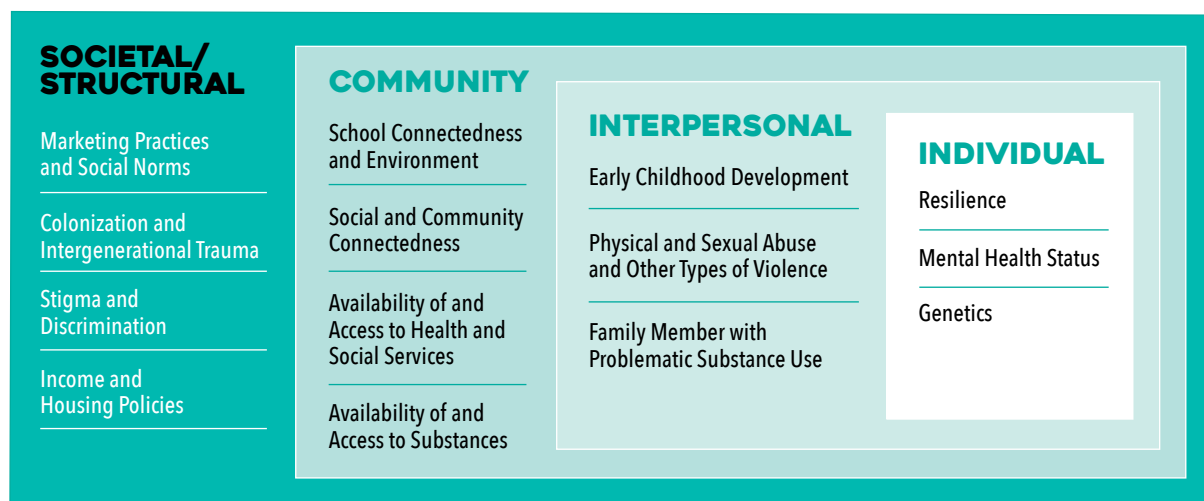 SOCIETAL/
STRUCTURAL
Marketing Practices
and Social Norms
Colonization and
Intergenerational Trauma
Stigma and
Discrimination
Income and
Housing Policies
COMMUNITY
School Connectedness
and Environment
Social and Community
Connectedness
Availability of and
Access to Health and
Social Services
Availability of and
Access to Substances
INTERPERSONAL
Early Childhood Development
Physical and Sexual Abuse
and Other Types of Violence
Family Member with
Problematic Substance Use
INDIVIDUAL
Resilience
Mental Health Status
Genetics